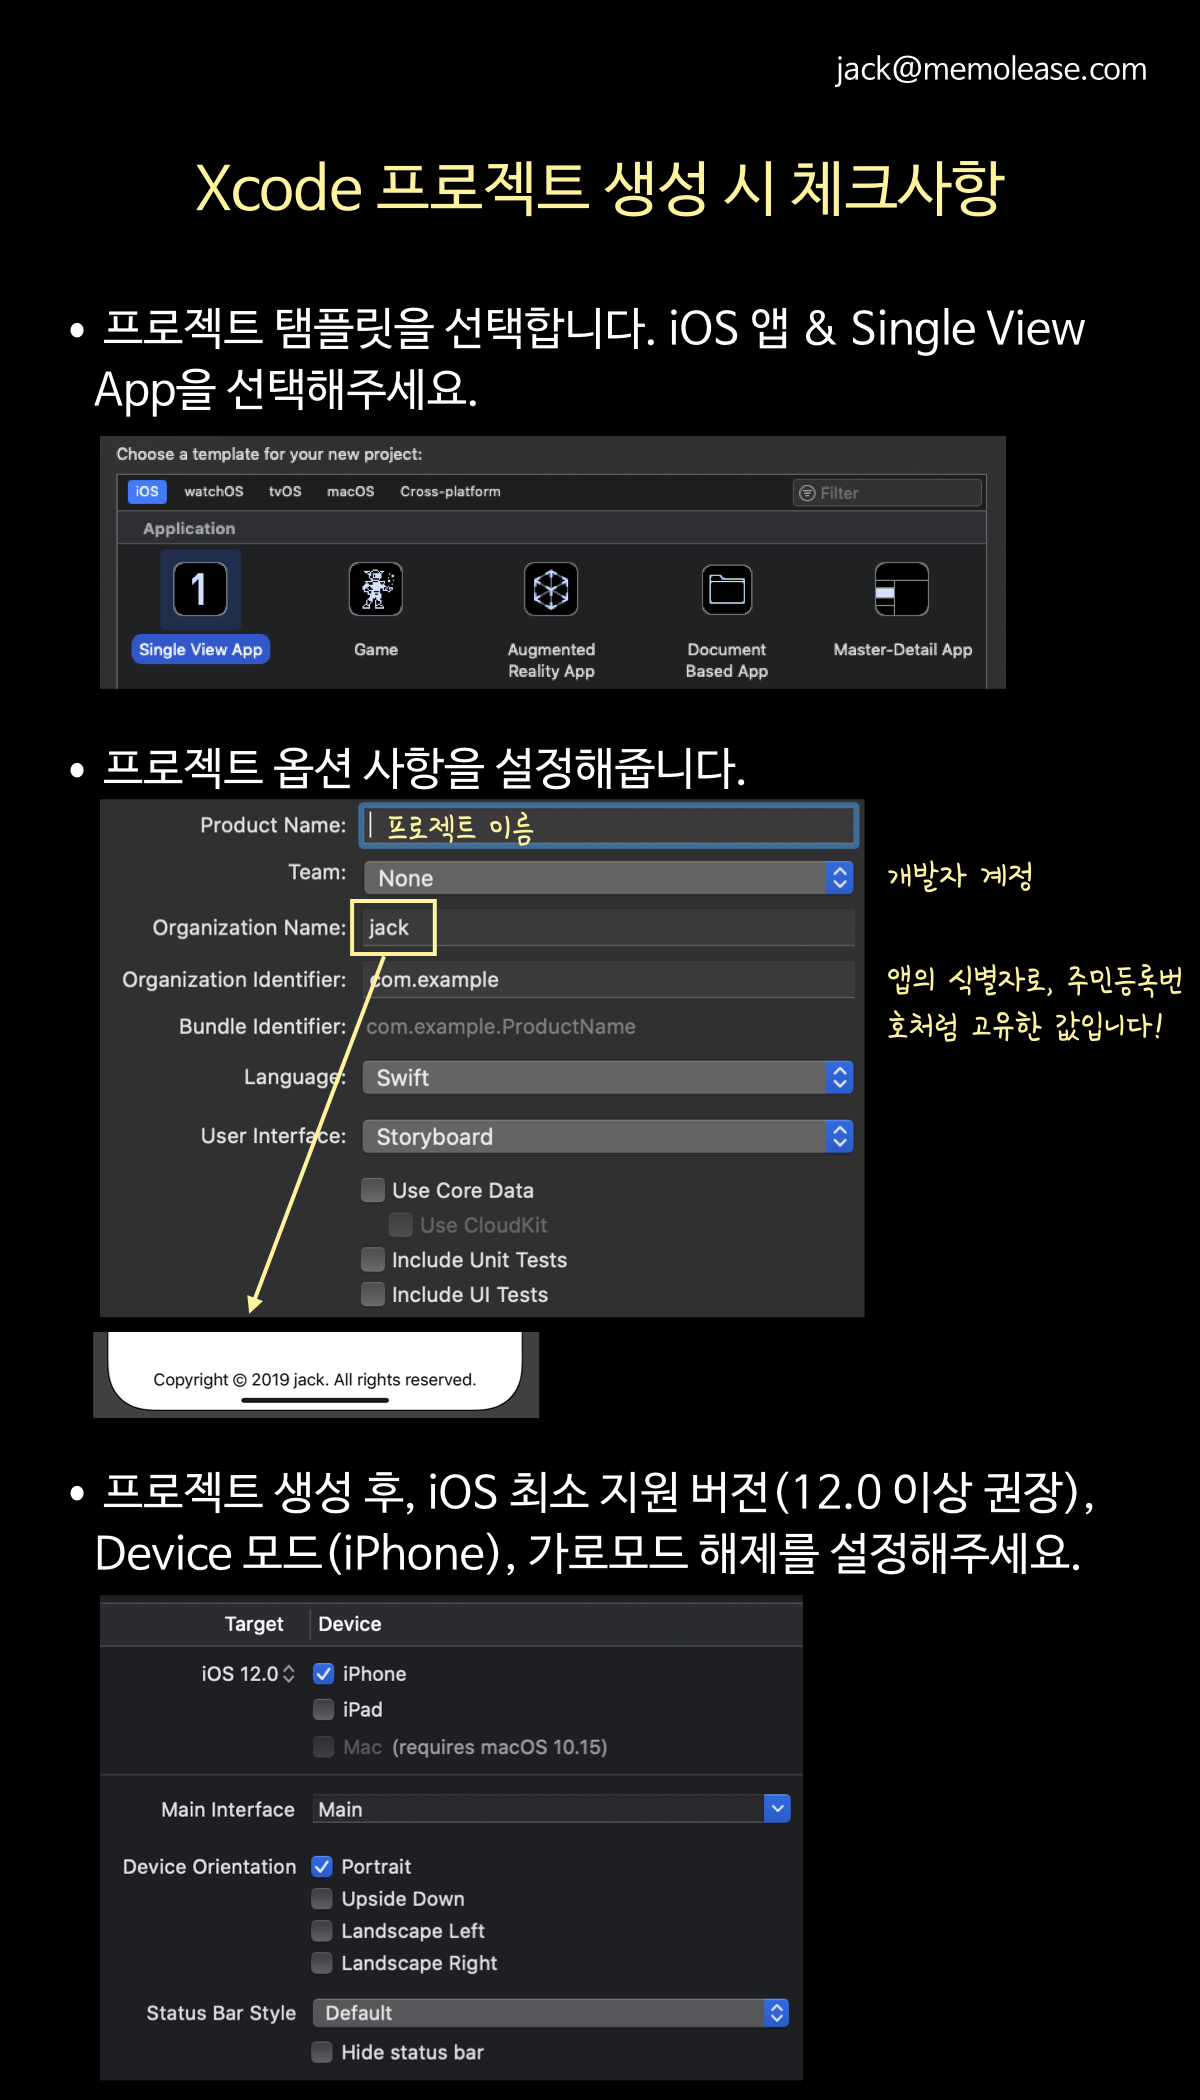 jack@memolease.com
Xcode 프로젝트 생성 시 체크사항
• 프로젝트 탬플릿을 선택합니다. iOS 앱 & Single View
App을 선택해주세요.
Choose a template for your new project:
iOS watchOS tvOS macOS Cross-platform Filter
Application
1
Single View App Game Augmented Reality App Document Based App Master-Detail App
• 프로젝트 옵션 사항을 설정해줍니다.
Product Name: 프로젝트 이름
Team: None 개발자 계정
Organization Name: jack
Organization Identifier: com.example 앱의 식별자로, 주민등록번
Bundle Identifier: com.example.ProductName 호처럼 고유한 값입니다!
Language: Swift
User Interface: Storyboard
Use Core Data
Use CloudKit
Include Unit Tests
Include UI Tests
Copyright © 2019 jack. All rights reserved.
• 프로젝트 생성 후, iOS 최소 지원 버전(12.0 이상 권장),
Device 모드(iPhone), 가로모드 해제를 설정해주세요.
Target Device
iOS 12.0 iPhone
iPad
Mac (requires macOS 10.15)
Main Interface Main
Device Orientation Portrait
Upside Down
Landscape Left
Landscape Right
Status Bar Style Default
Hide status bar